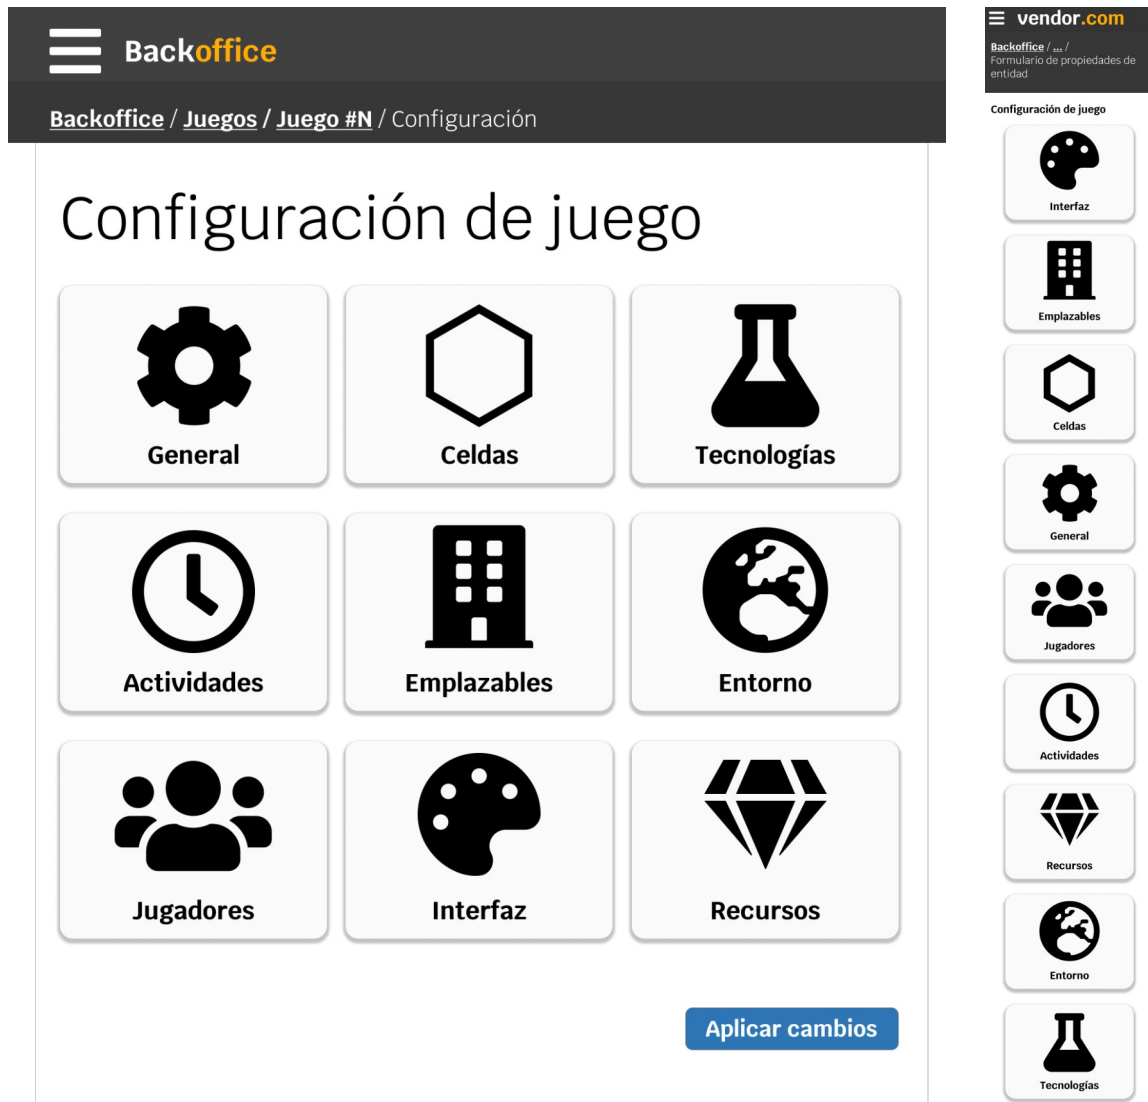 Backoffice
Backoffice / Juegos / Juego #N / Configuración
Configuración de juego
General
Celdas
Tecnologías
Actividades
Emplazables
Entorno
Jugadores
Interfaz
Recursos
Aplicar cambios
vendor.com
Backoffice / ... /
Formulario de propiedades de
entidad
Configuración de juego
Interfaz
Emplazables
Celdas
General
Jugadores
Actividades
Recursos
Entorno
Tecnologías